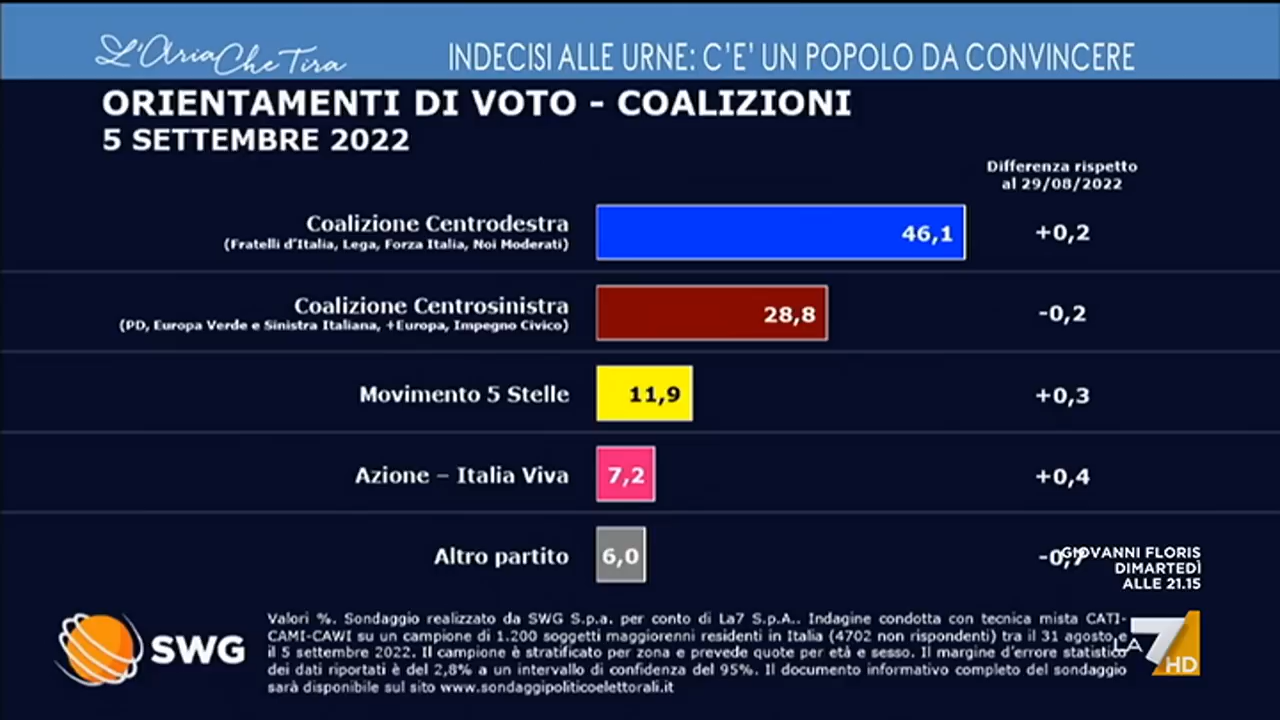 L'Aria Che Tira
INDECISI ALLE URNE: C'E' UN POPOLO DA CONVINCERE
ORIENTAMENTI DI VOTO - COALIZIONI
5 SETTEMBRE 2022
Differenza rispetto
al 29/08/2022
Coalizione Centrodestra
(Fratelli d'Italia, Lega, Forza Italia, Noi Moderati)
46,1
+0,2
Coalizione Centrosinistra
(PD, Europa Verde e Sinistra Italiana, +Europa, Impegno Civico)
28,8
-0,2
Movimento 5 Stelle
11,9
+0,3
Azione – Italia Viva
7,2
+0,4
Altro partito
6,0
-0,7
GIOVANNI FLORIS
DIMARTEDÌ
ALLE 21.15
SWG
Valori %. Sondaggio realizzato da SWG S.p.a. per conto di La7 S.p.A.. Indagine condotta con tecnica mista CATI-
CAMI-CAWI su un campione di 1.200 soggetti maggiorenni residenti in Italia (4702 non rispondenti) tra il 31 agosto e
il 5 settembre 2022. Il campione è stratificato per zona e prevede quote per età e sesso. Il margine d'errore statistico
dei dati riportati è del 2,8% a un intervallo di confidenza del 95%. Il documento informativo completo del sondaggio
sarà disponibile sul sito www.sondaggipoliticoelettorali.it
LA 7 HD